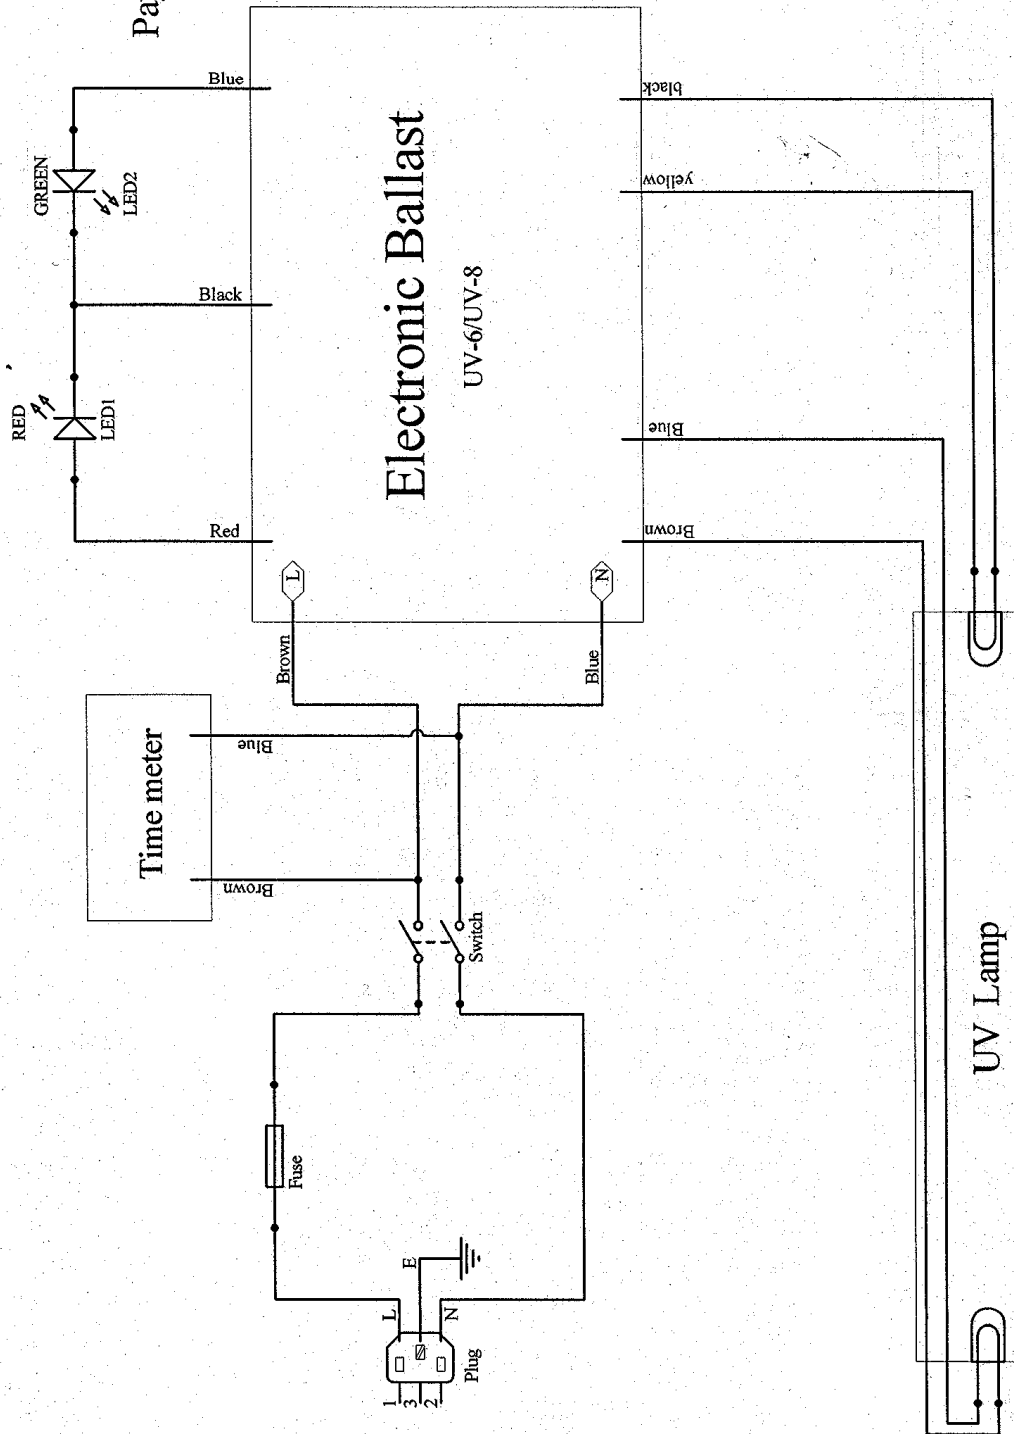 Pa
Blue
GREEN
LED2
Black
RED
LED1
Red
Electronic Ballast
UV-6/UV-8
black
yellow
Blue
Brown
L
N
Brown
Blue
Time meter
Blue
Brown
Switch
Fuse
E
L
N
1
3
2
Plug
UV Lamp